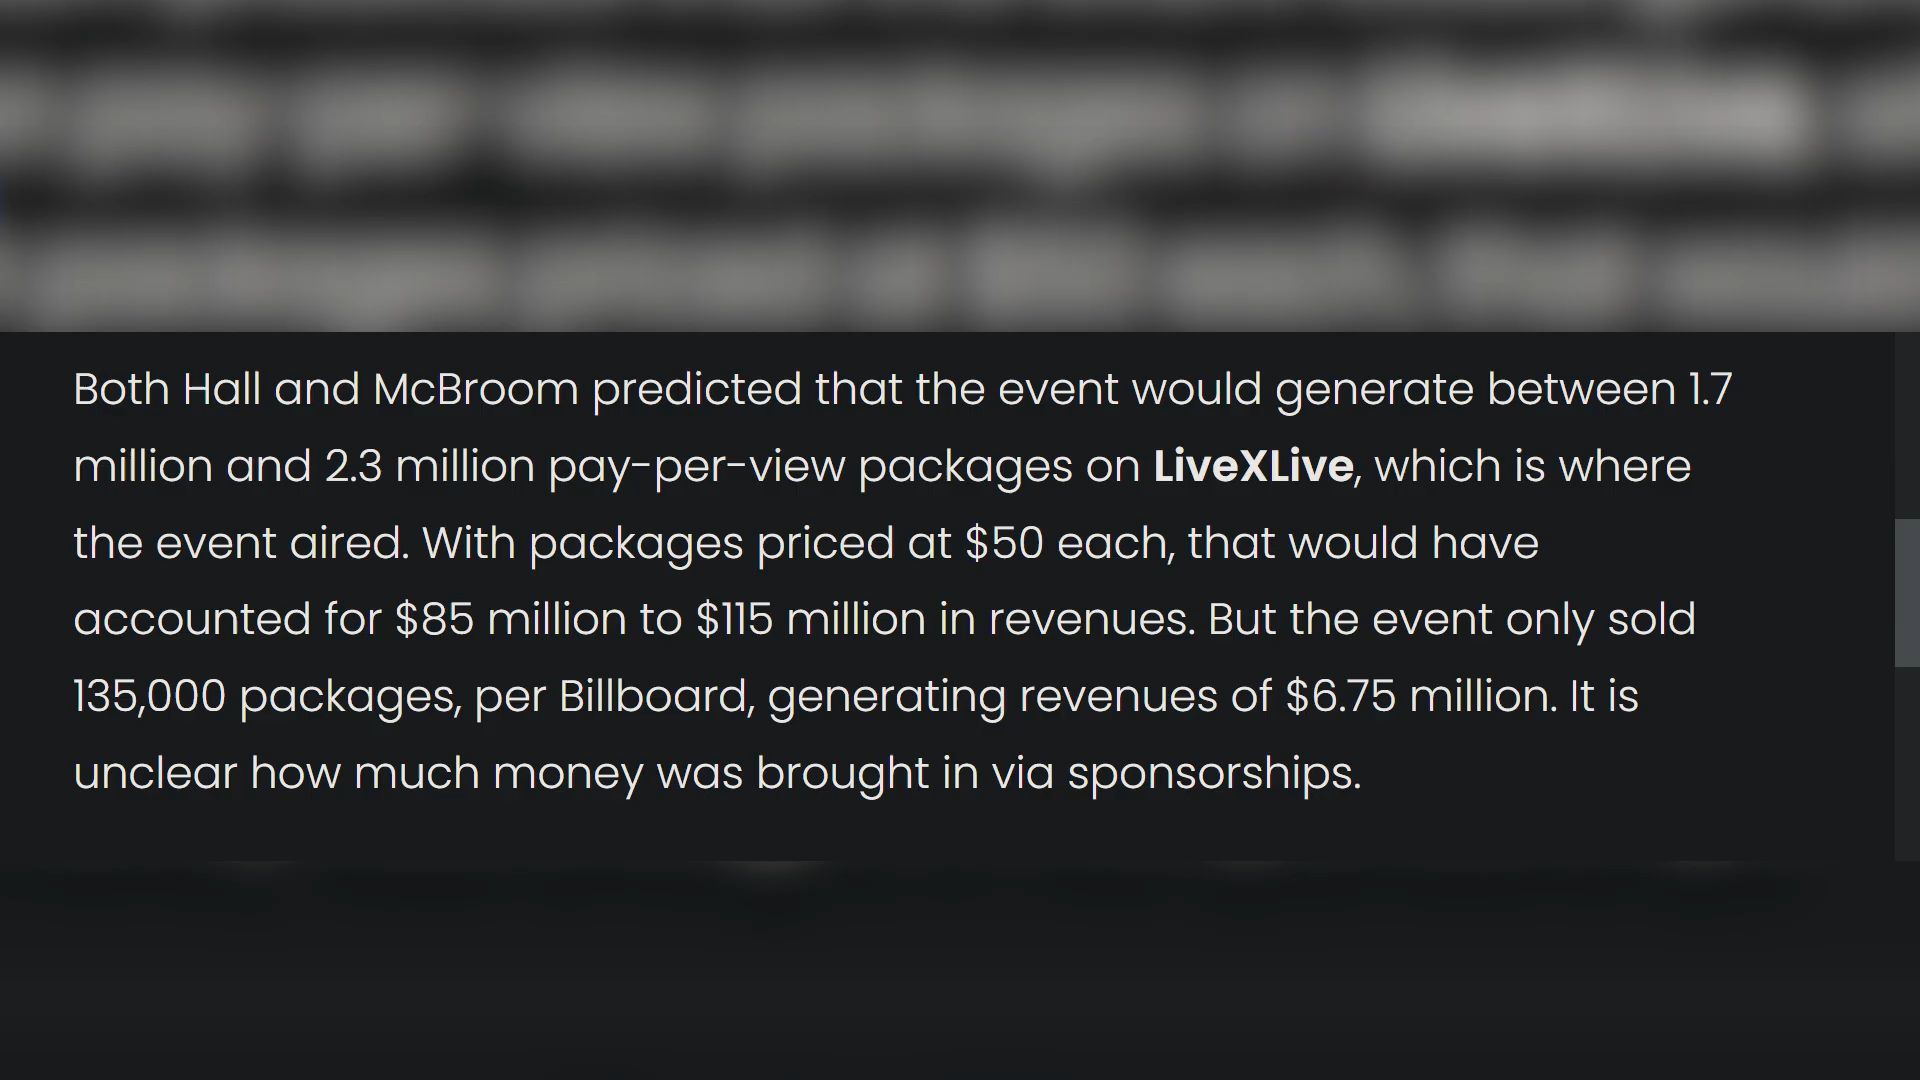 Both Hall and McBroom predicted that the event would generate between 1.7
million and 2.3 million pay-per-view packages on LiveXLive, which is where
the event aired. With packages priced at $50 each, that would have
accounted for $85 million to $115 million in revenues. But the event only sold
135,000 packages, per Billboard, generating revenues of $6.75 million. It is
unclear how much money was brought in via sponsorships.